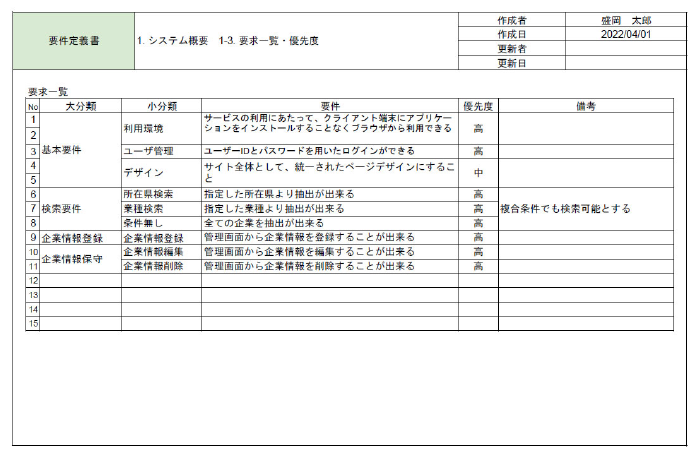 要件定義書
1. システム概要 1-3. 要求一覧・優先度
作成者 盛岡 太郎
作成日 2022/04/01
更新者
更新日
要求一覧
No 大分類 小分類 要件 優先度 備考
1 基本要件 利用環境 サービスの利用にあたって、クライアント端末にアプリケー
2 ションをインストールすることなくブラウザから利用できる 高
3 ユーザ管理 ユーザーIDとパスワードを用いたログインができる 高
4 デザイン サイト全体として、統一されたページデザインにするこ 中
5 と
6 検索要件 所在県検索 指定した所在県より抽出が出来る 高
7 業種検索 指定した業種より抽出が出来る 高 複合条件でも検索可能とする
8 条件無し 全ての企業を抽出が出来る 高
9 企業情報登録 企業情報登録 管理画面から企業情報を登録することが出来る 高
10 企業情報保守 企業情報編集 管理画面から企業情報を編集することが出来る 高
11 企業情報削除 管理画面から企業情報を削除することが出来る 高
12
13
14
15